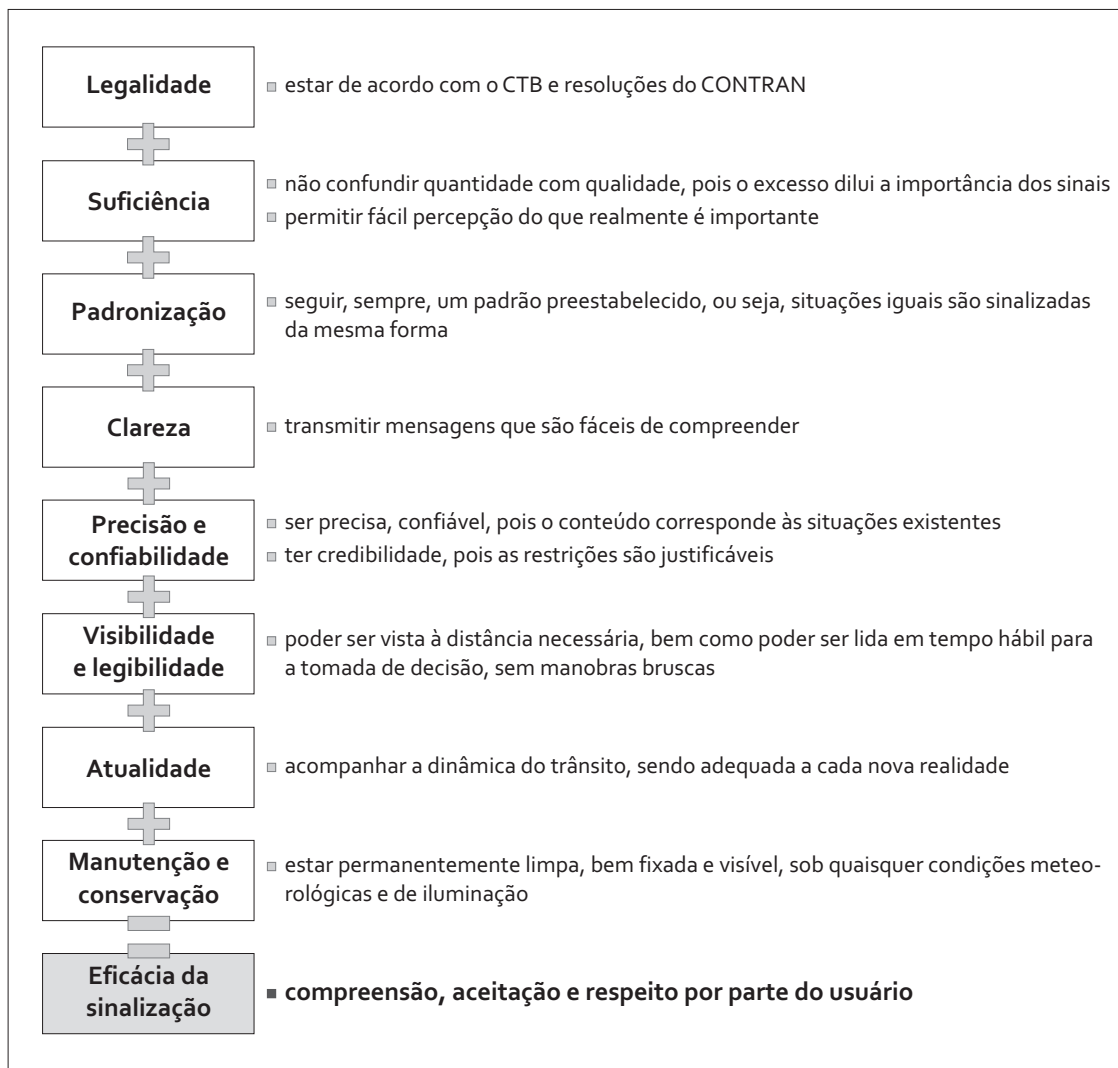 Legalidade
estar de acordo com o CTB e resoluções do CONTRAN
Suficiência
não confundir quantidade com qualidade, pois o excesso dilui a importância dos sinais
permitir fácil percepção do que realmente é importante
Padronização
seguir, sempre, um padrão preestabelecido, ou seja, situações iguais são sinalizadas
da mesma forma
Clareza
transmitir mensagens que são fáceis de compreender
Precisão e
confiabilidade
ser precisa, confiável, pois o conteúdo corresponde às situações existentes
ter credibilidade, pois as restrições são justificáveis
Visibilidade
e legibilidade
poder ser vista à distância necessária, bem como poder ser lida em tempo hábil para
a tomada de decisão, sem manobras bruscas
Atualidade
acompanhar a dinâmica do trânsito, sendo adequada a cada nova realidade
Manutenção e
conservação
estar permanentemente limpa, bem fixada e visível, sob quaisquer condições meteo-
rológicas e de iluminação
Eficácia da
sinalização
compreensão, aceitação e respeito por parte do usuário